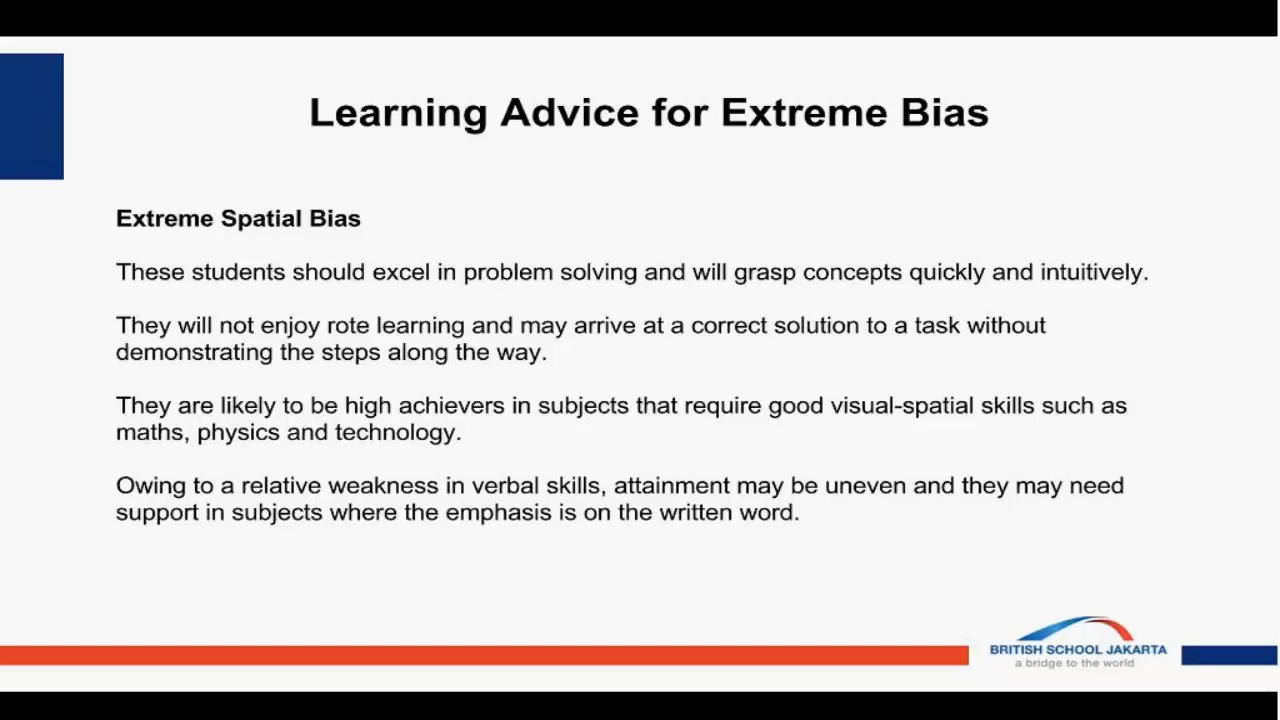 Learning Advice for Extreme Bias
Extreme Spatial Bias
These students should excel in problem solving and will grasp concepts quickly and intuitively.
They will not enjoy rote learning and may arrive at a correct solution to a task without
demonstrating the steps along the way.
They are likely to be high achievers in subjects that require good visual-spatial skills such as
maths, physics and technology.
Owing to a relative weakness in verbal skills, attainment may be uneven and they may need
support in subjects where the emphasis is on the written word.
BRITISH SCHOOL JAKARTA
a bridge to the world